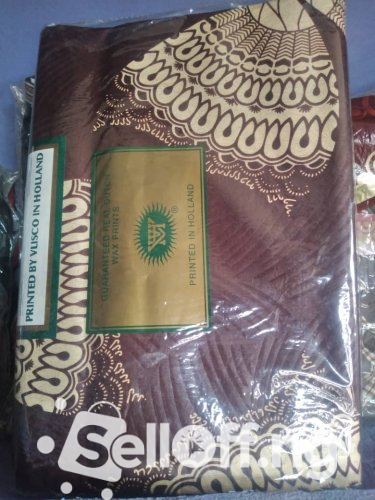 PRINTED BY VLISCO IN HOLLAND
GUARANTEED REAL DUTCH
WAX PRINTS
®
PRINTED IN HOLLAND
SellOff.ng